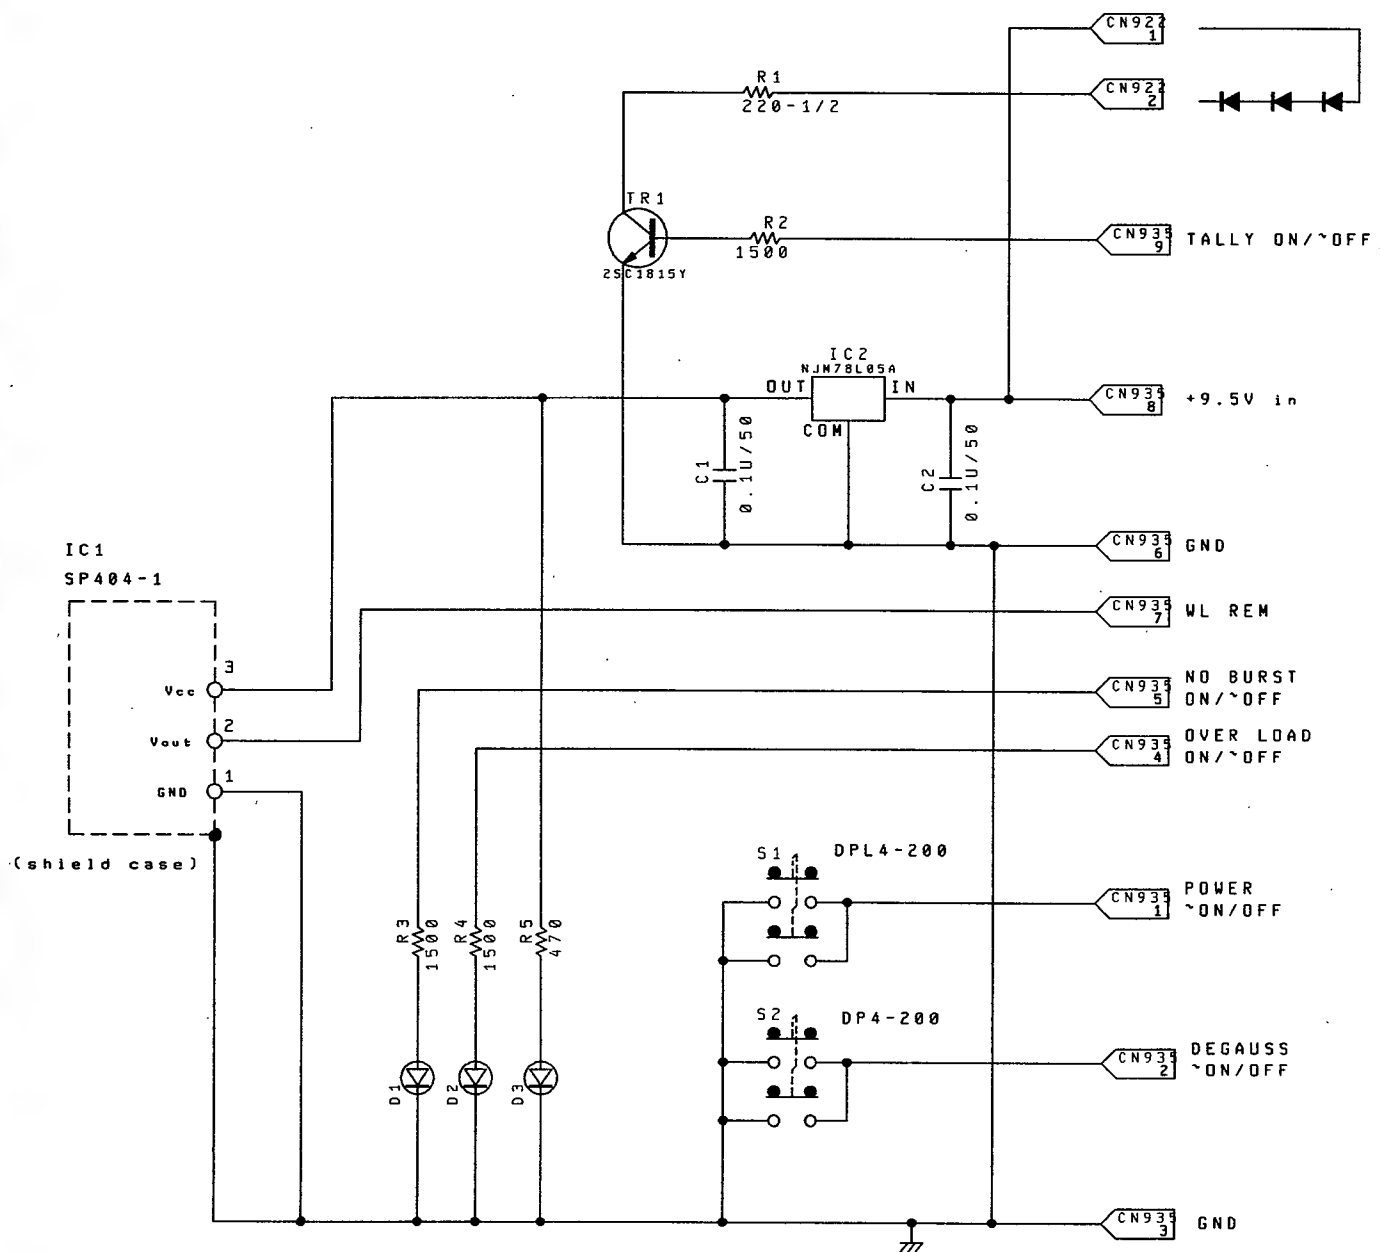 CN922
1
R1
220-1/2
CN922
2
TR1
2SC1815Y
R2
1500
CN935
9
TALLY ON/~OFF
IC2
NJM78L05A
OUT
IN
COM
CN935
8
+9.5V in
C1
0.1U/50
C2
0.1U/50
CN935
6
GND
IC1
SP404-1
CN935
7
WL REM
3
Vcc
2
Vout
1
GND
(shield case)
CN935
5
NO BURST
ON/~OFF
CN935
4
OVER LOAD
ON/~OFF
S1
DPL4-200
CN935
1
POWER
~ON/OFF
R3
1500
R4
1500
R5
470
S2
DP4-200
CN935
2
DEGAUSS
~ON/OFF
D1
D2
D3
CN935
3
GND